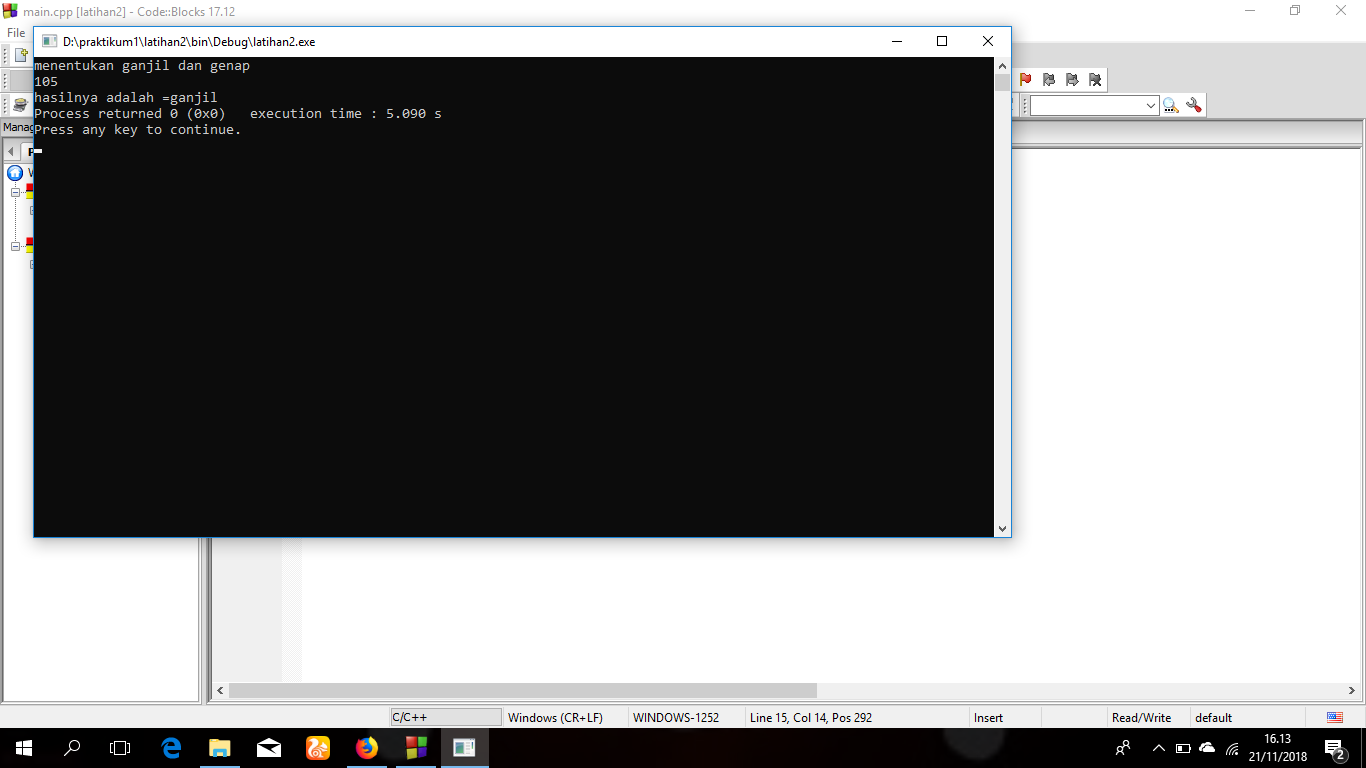 main.cpp [latihan2] - Code::Blocks 17.12
File
D:\praktikum1\latihan2\bin\Debug\latihan2.exe
menentukan ganjil dan genap
105
hasilnya adalah =ganjil
Process returned 0 (0x0)   execution time : 5.090 s
Press any key to continue.
C/C++
Windows (CR+LF)
WINDOWS-1252
Line 15, Col 14, Pos 292
Insert
Read/Write
default
16.13
21/11/2018
2